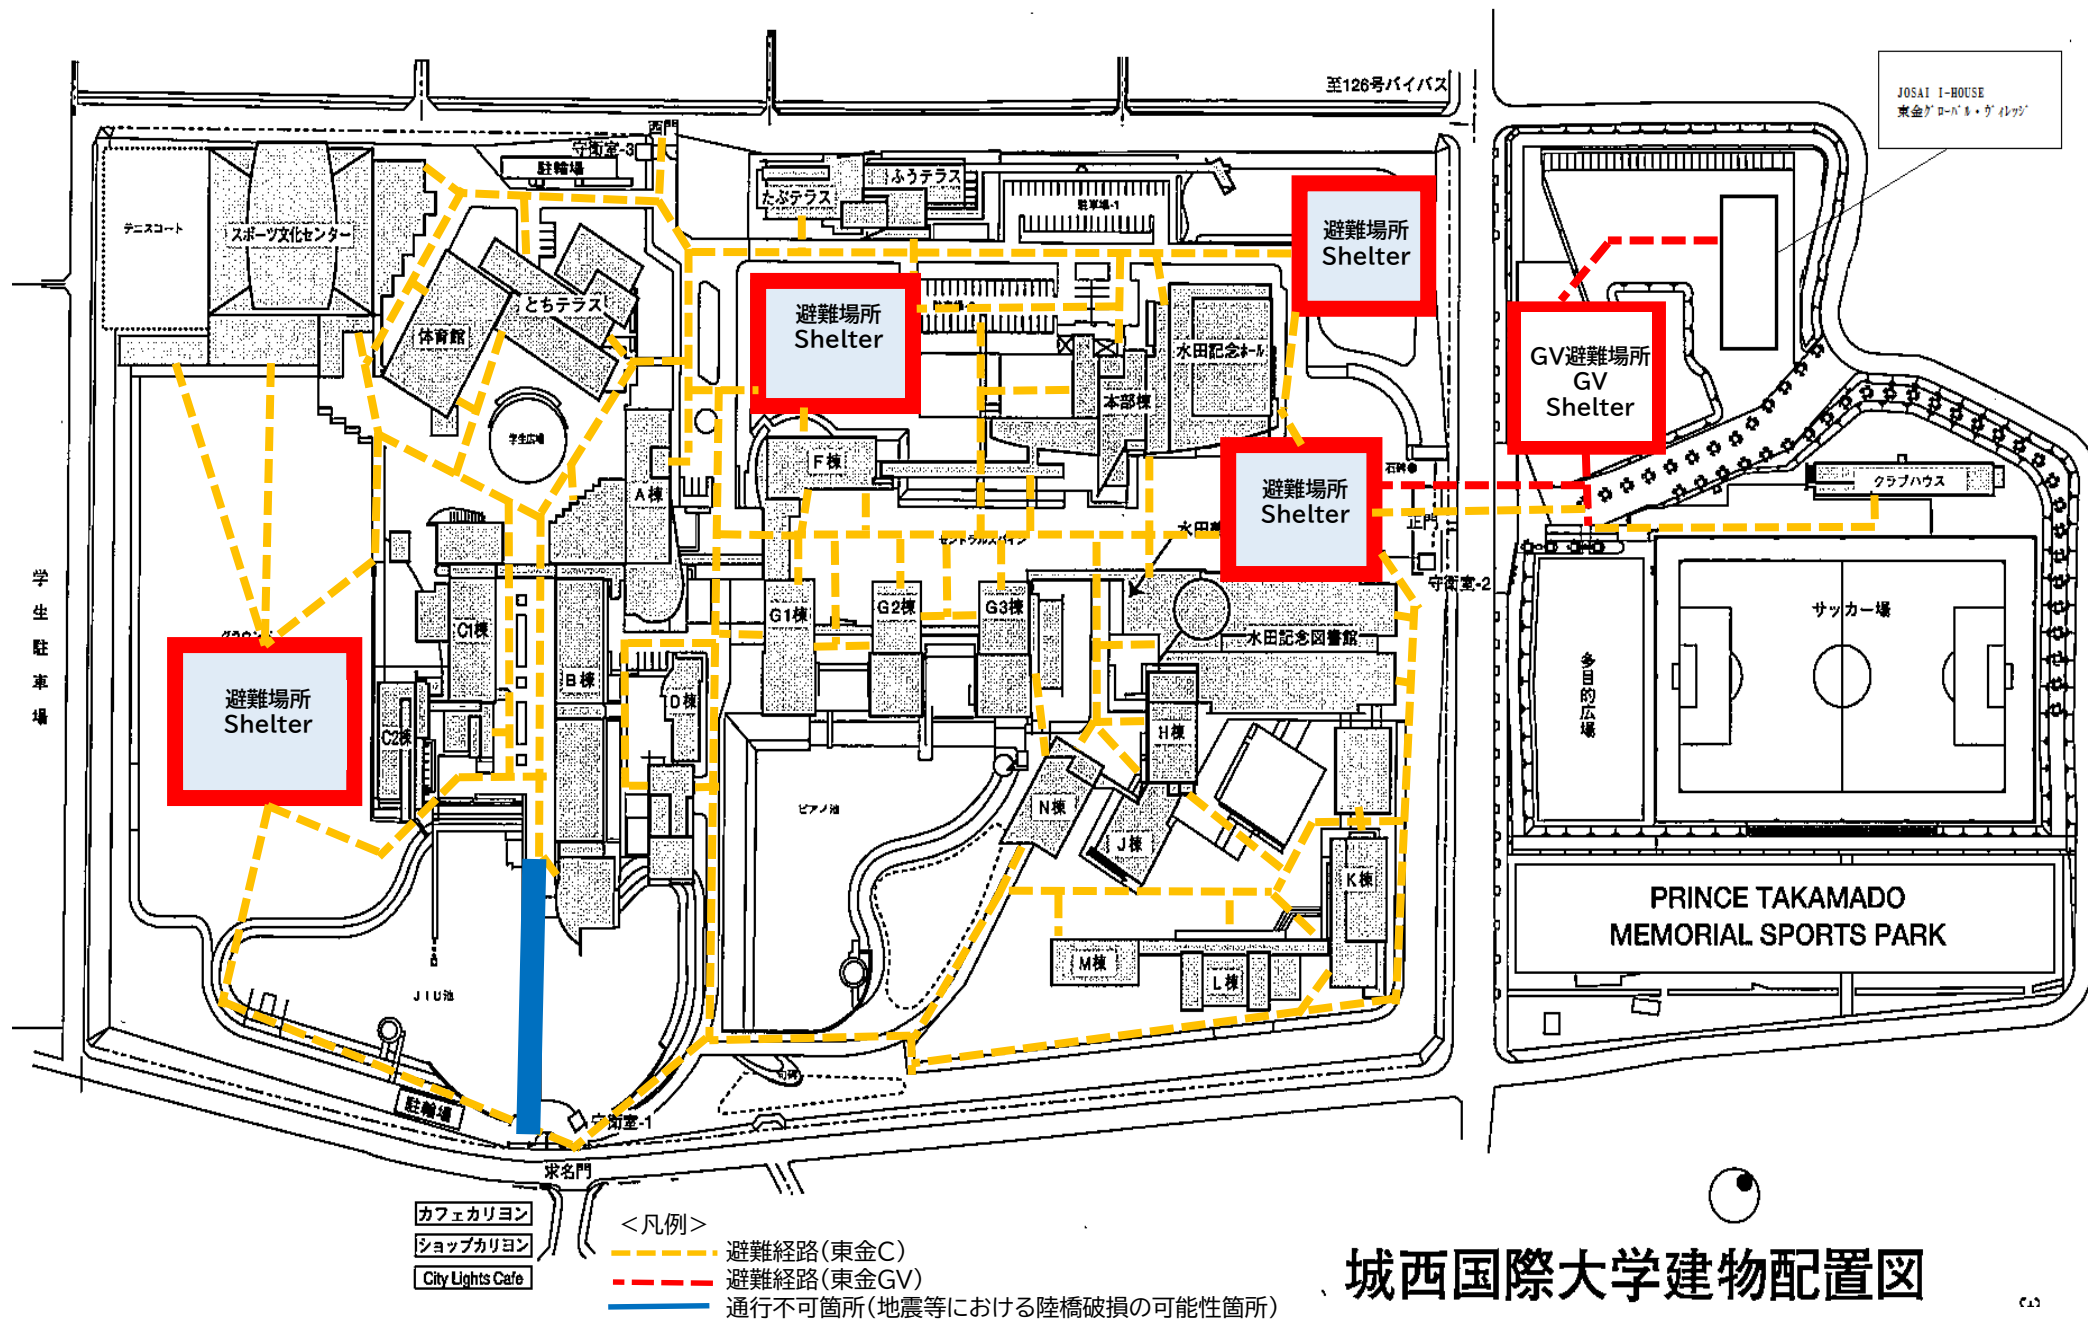 至126号バイパス
JOSAI I-HOUSE
東金グローバル・ヴィレッジ
西門
守衛室-3
駐輪場
たぶテラス
ふうテラス
駐車場-1
テニスコート
スポーツ文化センター
避難場所
Shelter
とちテラス
体育館
避難場所
Shelter
水田記念ホール
本部棟
GV避難場所
GV
Shelter
学生広場
F棟
A棟
石碑
避難場所
Shelter
クラブハウス
正門
セントラルスパイン
守衛室-2
学生駐車場
C1棟
G1棟
G2棟
G3棟
水田記念図書館
サッカー場
避難場所
Shelter
B棟
D棟
C2棟
H棟
多目的広場
ピアノ池
N棟
J棟
K棟
PRINCE TAKAMADO
MEMORIAL SPORTS PARK
M棟
L棟
JIU池
駐輪場
守衛室-1
求名門
カフェカリヨン
ショップカリヨン
City Lights Cafe
<凡例>
避難経路(東金C)
避難経路(東金GV)
通行不可箇所(地震等における陸橋破損の可能性箇所)
城西国際大学建物配置図